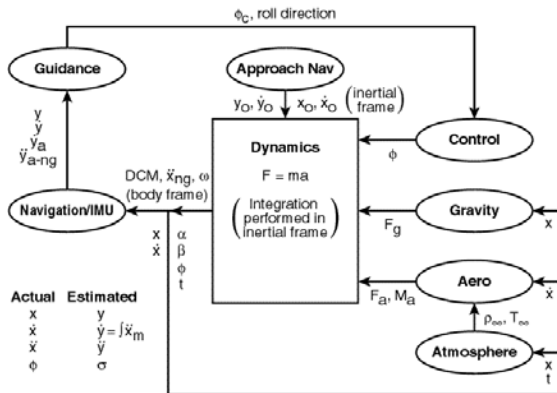 ϕc, roll direction
Guidance
Approach Nav
yo, ẏo xo, ẋo (inertial frame)
y
ẏ
ẏa
ÿa-ng
Dynamics
F = ma
(Integration
performed in
inertial frame)
Control
ϕ
DCM, ẍng, ω
(body frame)
Navigation/IMU
Gravity
Fg
x
x
ẋ
α
β
ϕ
t
Aero
ẋ
Fa, Ma
ρ∞, T∞
Atmosphere
x
t
Actual Estimated
x y
ẋ ẏ = ∫ẍm
ẍ ÿ
ϕ σ